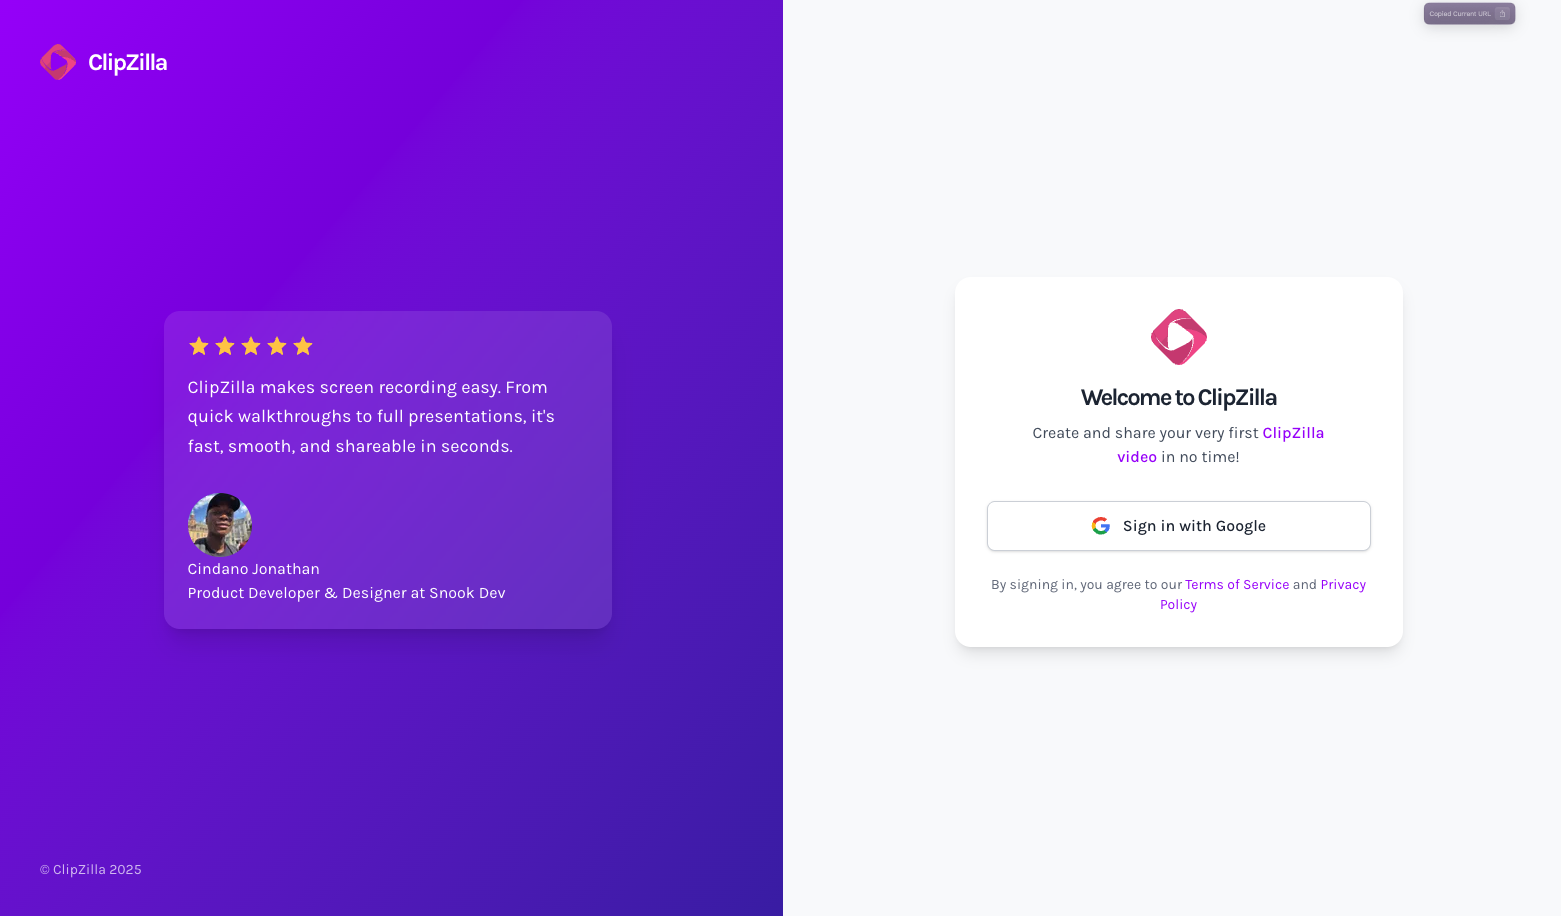 ClipZilla
Copied Current URL
ClipZilla makes screen recording easy. From
quick walkthroughs to full presentations, it's
fast, smooth, and shareable in seconds.
Cindano Jonathan
Product Developer & Designer at Snook Dev
© ClipZilla 2025
Welcome to ClipZilla
Create and share your very first ClipZilla
video in no time!
Sign in with Google
By signing in, you agree to our Terms of Service and Privacy
Policy